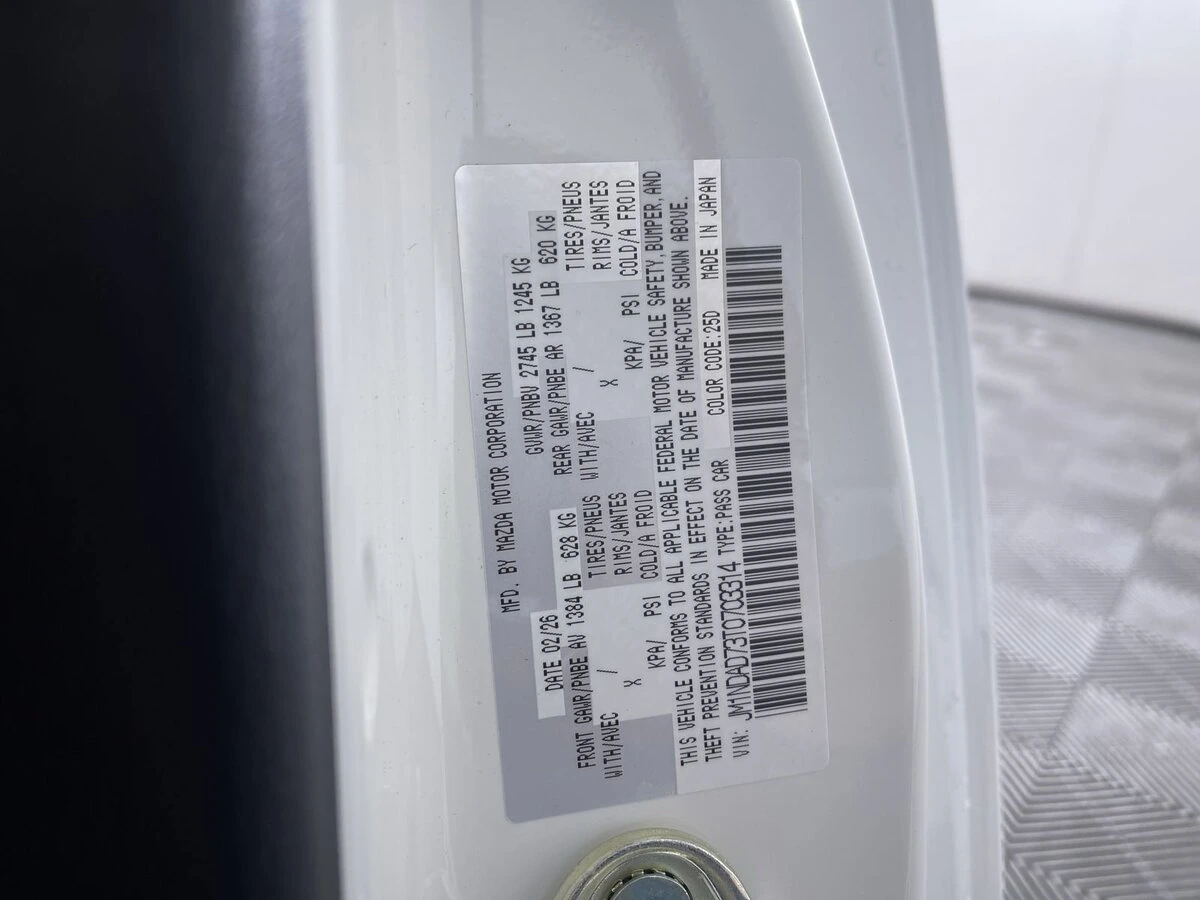 MFD. BY MAZDA MOTOR CORPORATION
DATE 02/26 GVWR/PNBV 2745 LB 1245 KG
FRONT GAWR/PNBE AV 1384 LB 628 KG REAR GAWR/PNBE AR 1367 LB 620 KG
WITH/AVEC / TIRES/PNEUS WITH/AVEC / TIRES/PNEUS
X RIMS/JANTES X RIMS/JANTES
KPA/ PSI COLD/A FROID KPA/ PSI COLD/A FROID
THIS VEHICLE CONFORMS TO ALL APPLICABLE FEDERAL MOTOR VEHICLE SAFETY,BUMPER,AND
THEFT PREVENTION STANDARDS IN EFFECT ON THE DATE OF MANUFACTURE SHOWN ABOVE.
VIN: JM1NDAD73T0703314 TYPE:PASS CAR COLOR CODE:25D MADE IN JAPAN